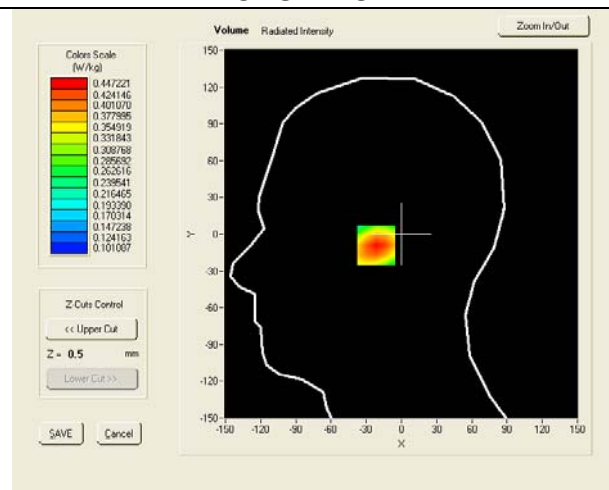 Volume Radiated Intensity
Zoom In/Out
Colors Scale
(W/kg)
0.447221
0.424146
0.401070
0.377995
0.354919
0.331843
0.308768
0.285692
0.262616
0.239541
0.216465
0.193390
0.170314
0.147238
0.124163
0.101087
Z-Cuts Control
<< Upper Cut
Z = 0.5 mm
Lower Cut >>
SAVE Cancel
150
120
90
60
30
0
-30
-60
-90
-120
-150
Y
-150 -120 -90 -60 -30 0 30 60 90 120 150
X